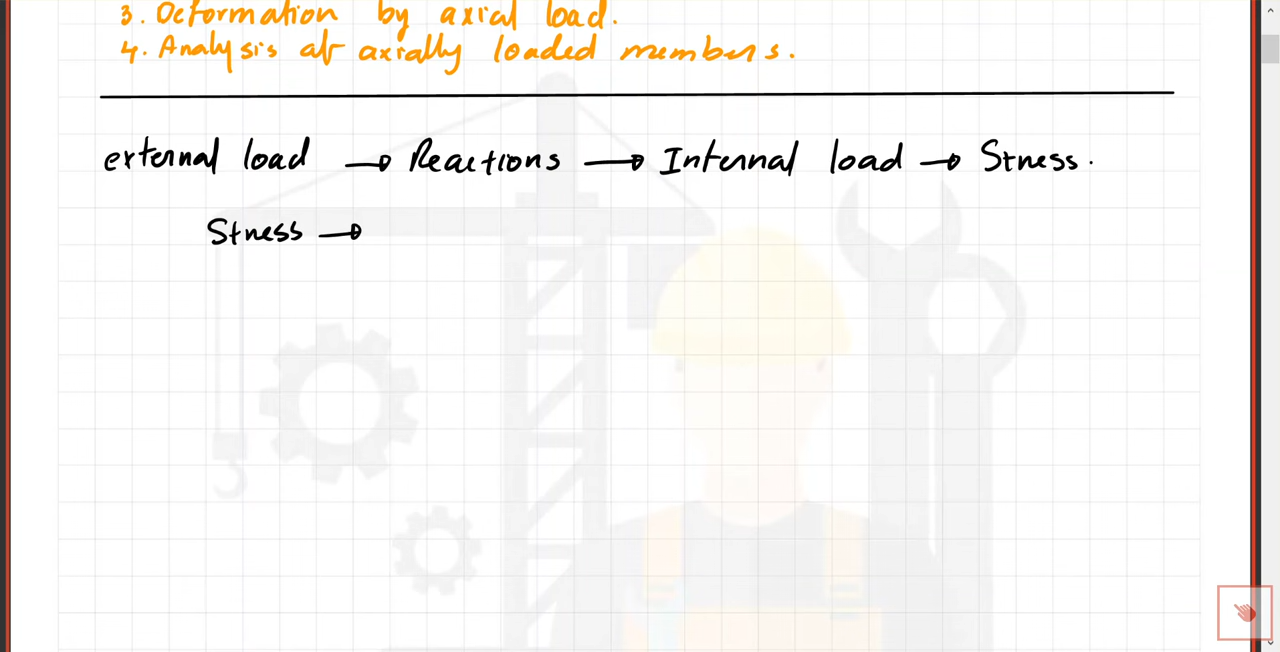 3. Deformation by axial load.
4. Analysis of axially loaded members.
external load → Reactions → Internal load → Stress.
Stress →